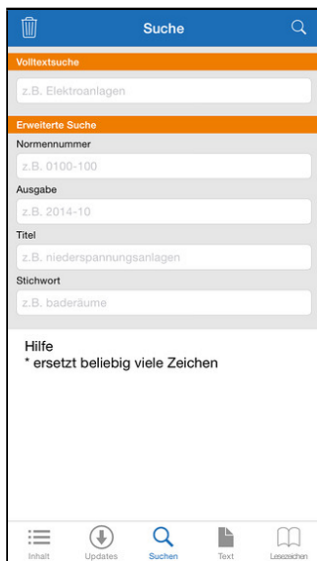 Suche
Volltextsuche
z.B. Elektroanlagen
Erweiterte Suche
Normennummer
z.B. 0100-100
Ausgabe
z.B. 2014-10
Titel
z.B. niederspannungsanlagen
Stichwort
z.B. baderäume
Hilfe
* ersetzt beliebig viele Zeichen
Inhalt Updates Suchen Text Lesezeichen